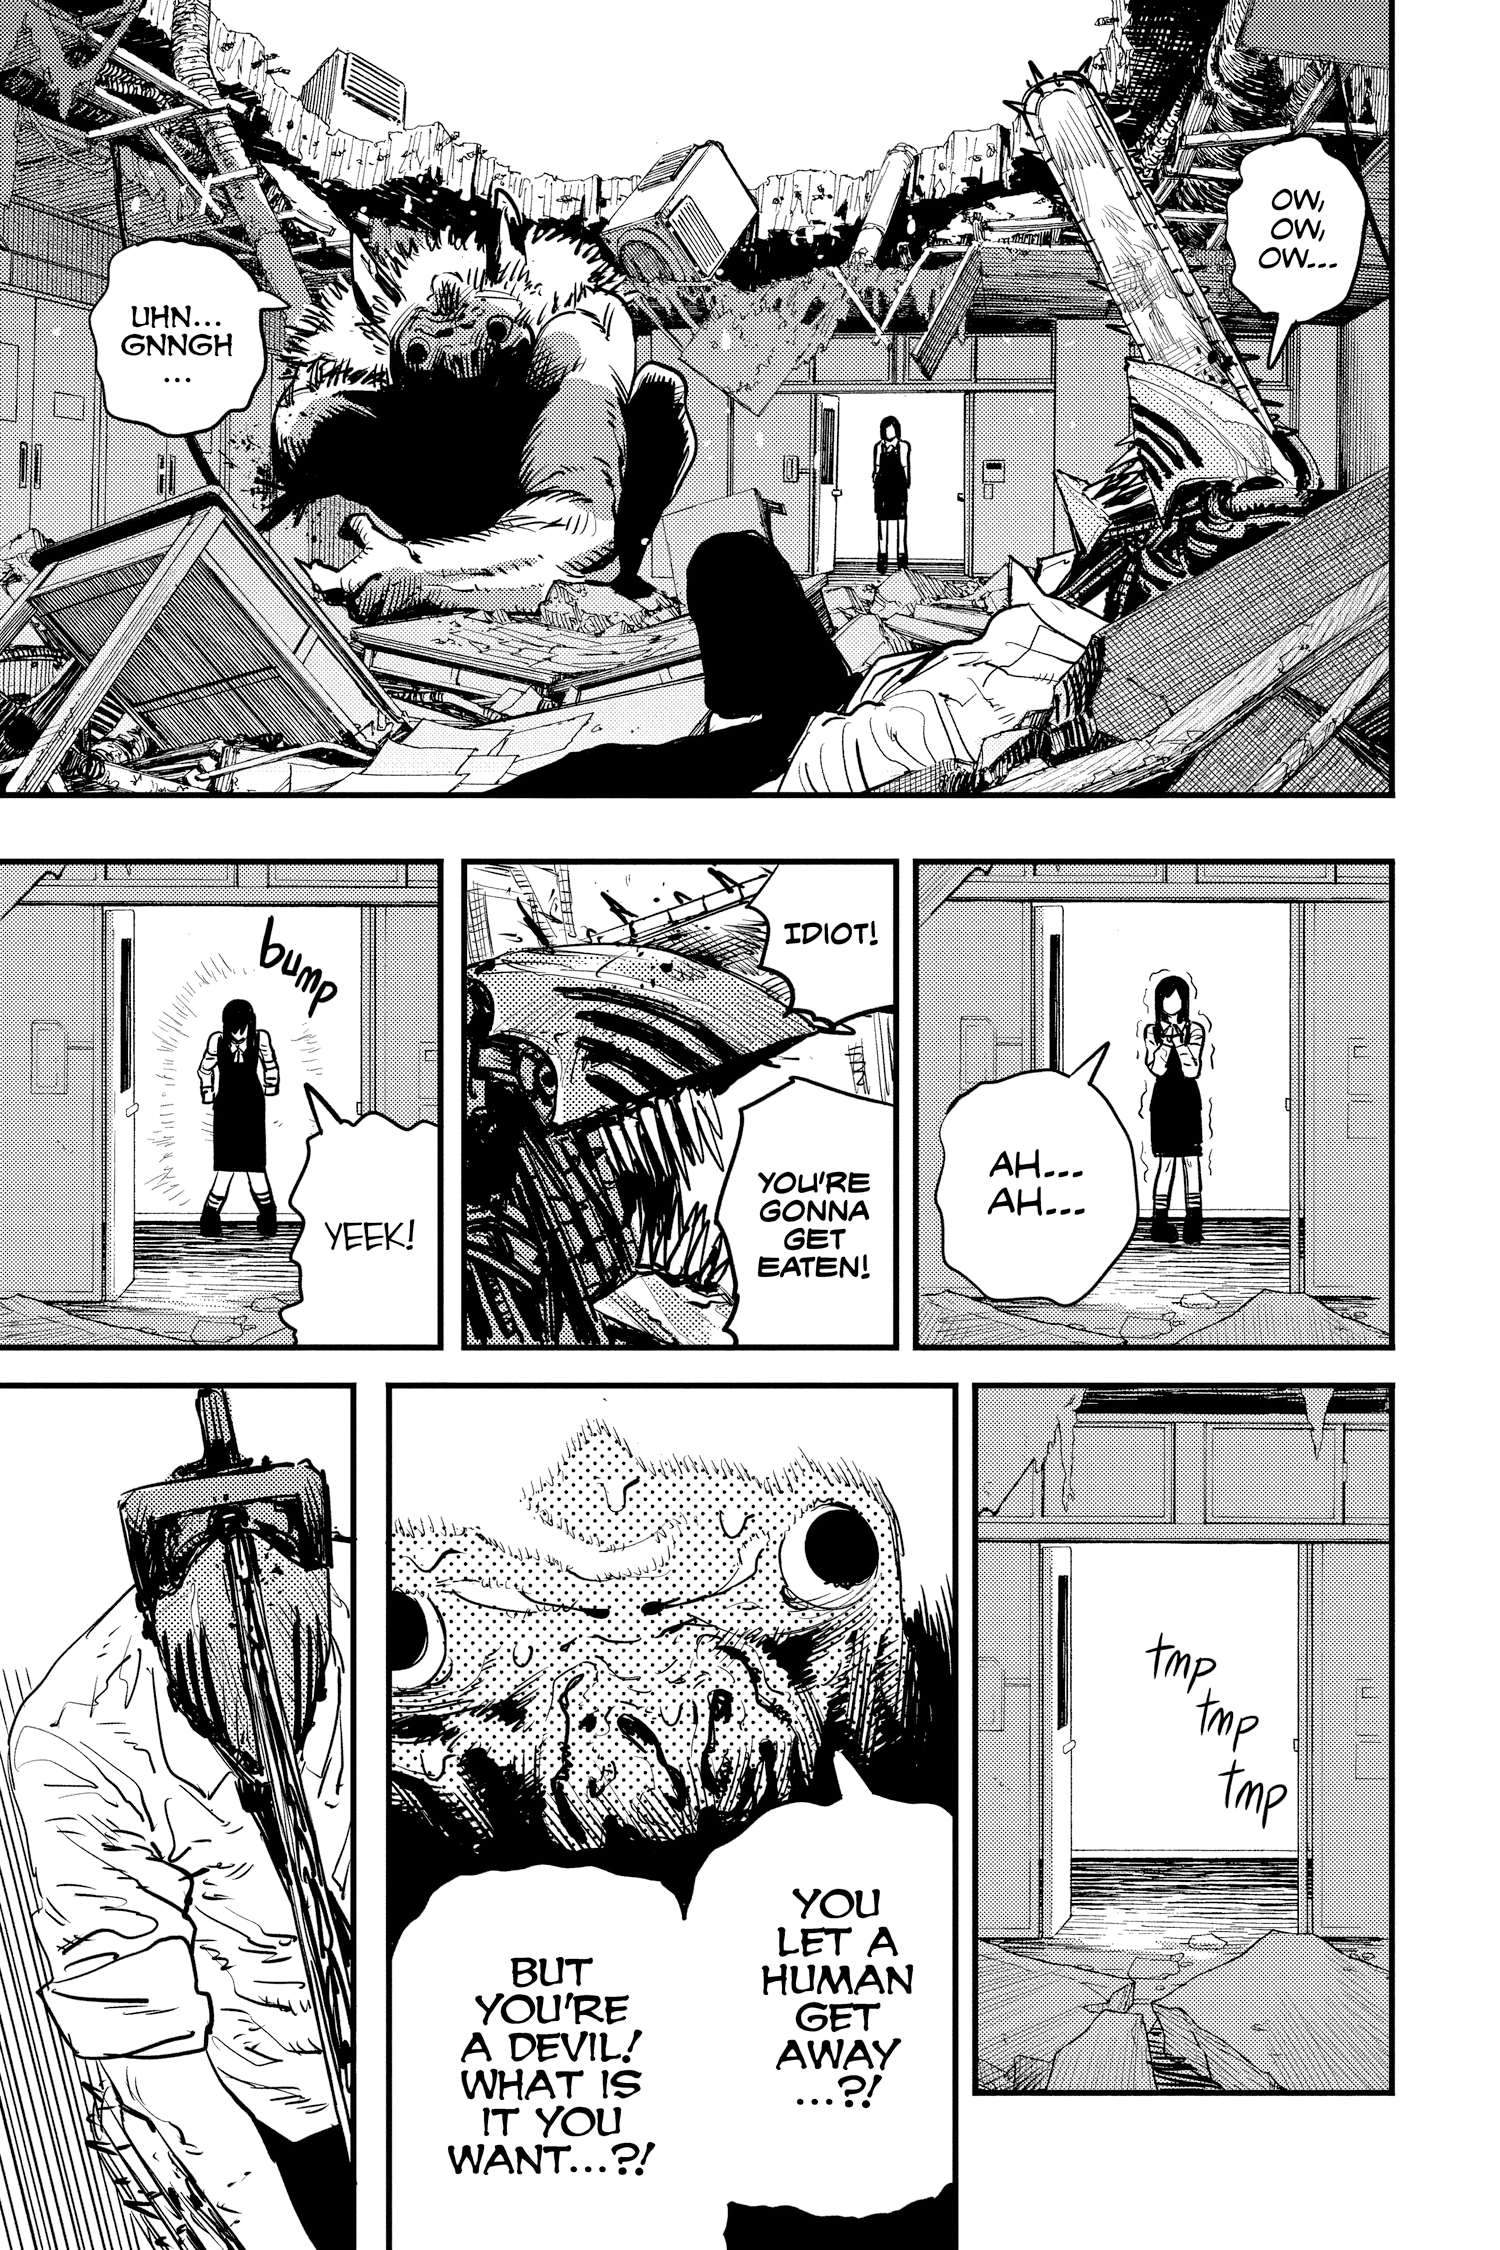 OW,
OW,
OW...
UHN...
GNNGH
...
AH...
AH...
IDIOT!
YOU'RE
GONNA
GET
EATEN!
bump
YEEK!
tmp
tmp
tmp
YOU
LET A
HUMAN
GET
AWAY
...?!
BUT
YOU'RE
A DEVIL!
WHAT IS
IT YOU
WANT...?!